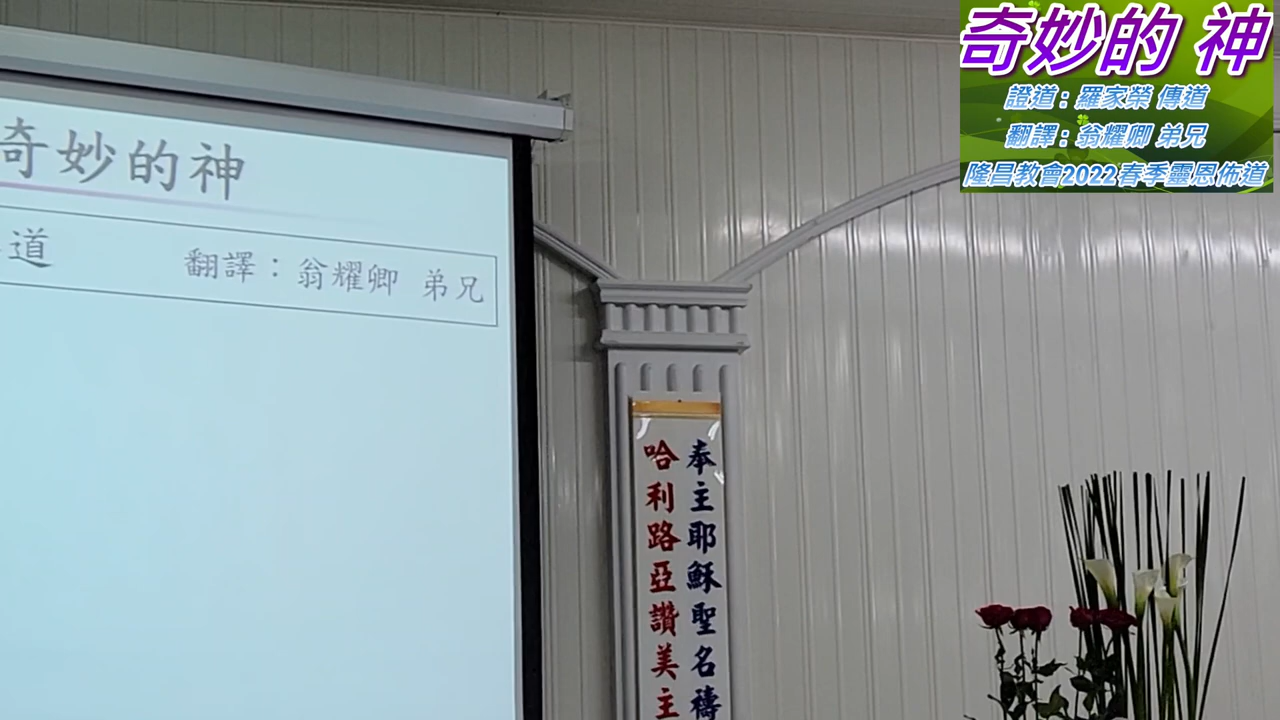 奇妙的 神
證道：羅家榮 傳道
翻譯：翁耀卿 弟兄
隆昌教會2022春季靈恩佈道
奇妙的神
道
翻譯：翁耀卿 弟兄
奉主耶穌聖名禱
哈利路亞讚美主